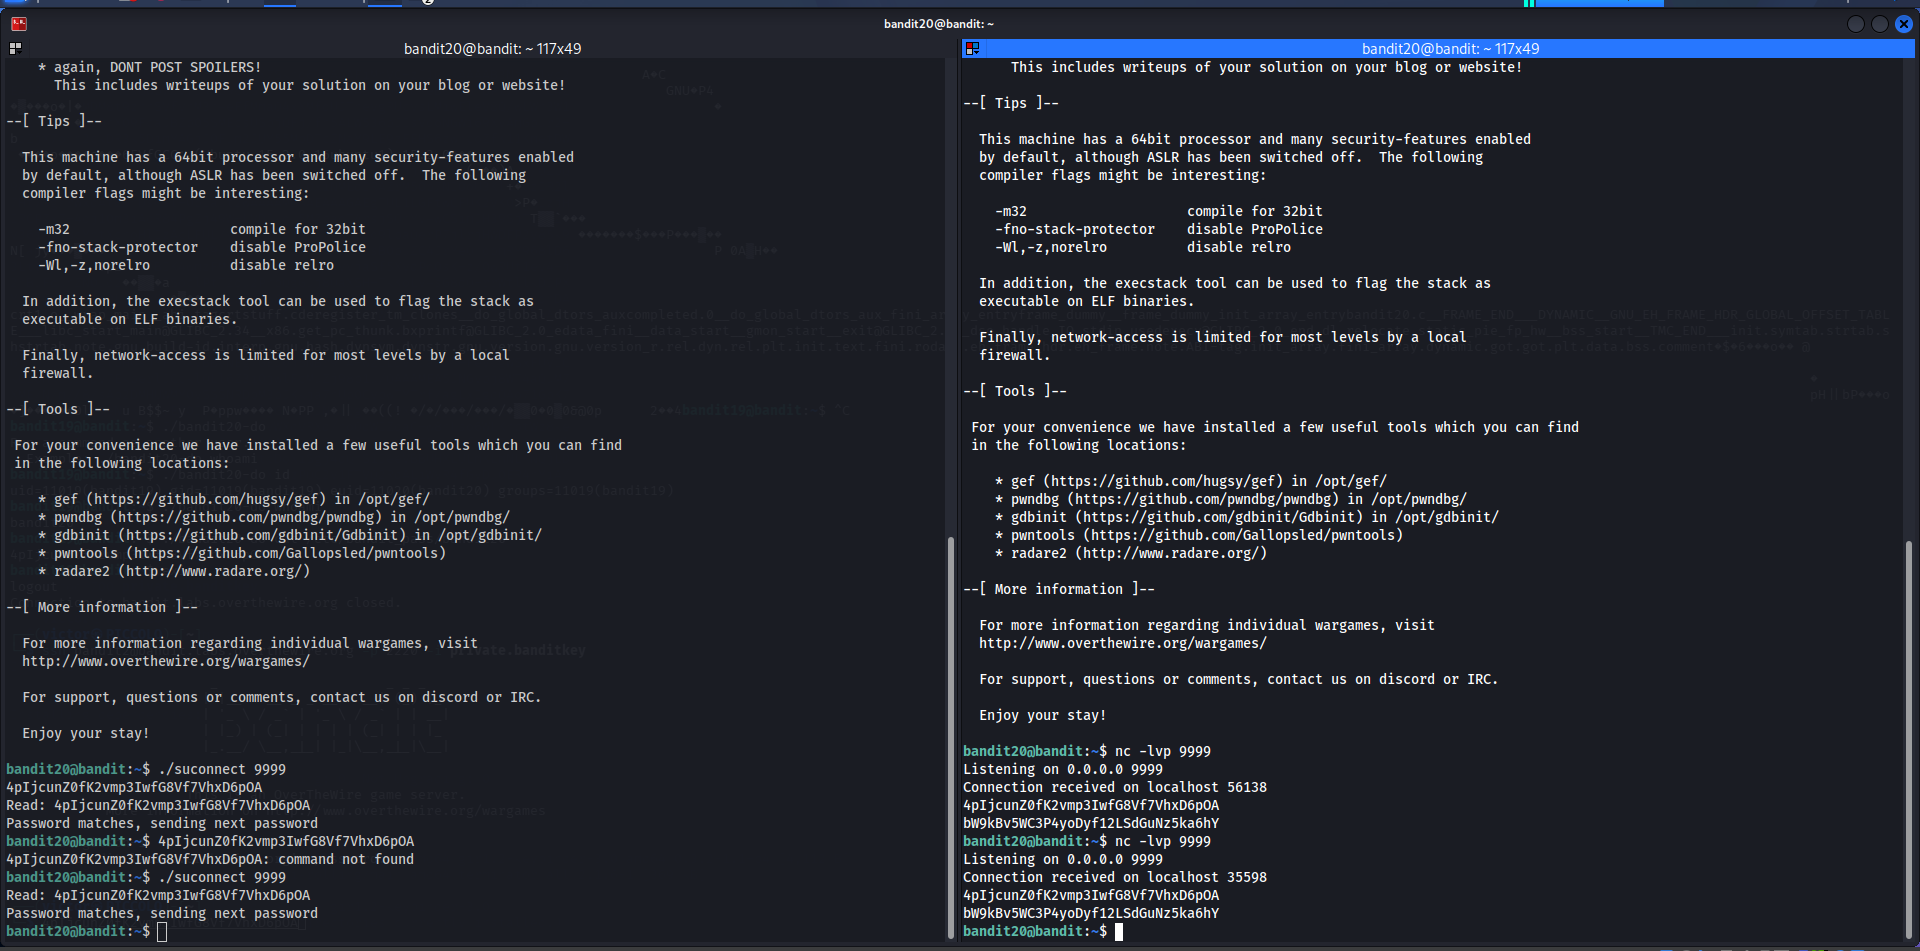 bandit20@bandit: ~
bandit20@bandit: ~ 117x49
* again, DONT POST SPOILERS!
This includes writeups of your solution on your blog or website!
--[ Tips ]--
This machine has a 64bit processor and many security-features enabled
by default, although ASLR has been switched off.  The following
compiler flags might be interesting:
-m32                    compile for 32bit
-fno-stack-protector    disable ProPolice
-Wl,-z,norelro          disable relro
In addition, the execstack tool can be used to flag the stack as
executable on ELF binaries.
Finally, network-access is limited for most levels by a local
firewall.
--[ Tools ]--
For your convenience we have installed a few useful tools which you can find
in the following locations:
* gef (https://github.com/hugsy/gef) in /opt/gef/
* pwndbg (https://github.com/pwndbg/pwndbg) in /opt/pwndbg/
* gdbinit (https://github.com/gdbinit/Gdbinit) in /opt/gdbinit/
* pwntools (https://github.com/Gallopsled/pwntools)
* radare2 (http://www.radare.org/)
--[ More information ]--
For more information regarding individual wargames, visit
http://www.overthewire.org/wargames/
For support, questions or comments, contact us on discord or IRC.
Enjoy your stay!
bandit20@bandit:~$ ./suconnect 9999
4pIjcunZ0fK2vmp3IwfG8Vf7VhxD6pOA
Read: 4pIjcunZ0fK2vmp3IwfG8Vf7VhxD6pOA
Password matches, sending next password
bandit20@bandit:~$ 4pIjcunZ0fK2vmp3IwfG8Vf7VhxD6pOA
4pIjcunZ0fK2vmp3IwfG8Vf7VhxD6pOA: command not found
bandit20@bandit:~$ ./suconnect 9999
Read: 4pIjcunZ0fK2vmp3IwfG8Vf7VhxD6pOA
Password matches, sending next password
bandit20@bandit:~$
bandit20@bandit: ~ 117x49
This includes writeups of your solution on your blog or website!
--[ Tips ]--
This machine has a 64bit processor and many security-features enabled
by default, although ASLR has been switched off.  The following
compiler flags might be interesting:
-m32                    compile for 32bit
-fno-stack-protector    disable ProPolice
-Wl,-z,norelro          disable relro
In addition, the execstack tool can be used to flag the stack as
executable on ELF binaries.
Finally, network-access is limited for most levels by a local
firewall.
--[ Tools ]--
For your convenience we have installed a few useful tools which you can find
in the following locations:
* gef (https://github.com/hugsy/gef) in /opt/gef/
* pwndbg (https://github.com/pwndbg/pwndbg) in /opt/pwndbg/
* gdbinit (https://github.com/gdbinit/Gdbinit) in /opt/gdbinit/
* pwntools (https://github.com/Gallopsled/pwntools)
* radare2 (http://www.radare.org/)
--[ More information ]--
For more information regarding individual wargames, visit
http://www.overthewire.org/wargames/
For support, questions or comments, contact us on discord or IRC.
Enjoy your stay!
bandit20@bandit:~$ nc -lvp 9999
Listening on 0.0.0.0 9999
Connection received on localhost 56138
4pIjcunZ0fK2vmp3IwfG8Vf7VhxD6pOA
bW9kBv5WC3P4yoDyf12LSdGuNz5ka6hY
bandit20@bandit:~$ nc -lvp 9999
Listening on 0.0.0.0 9999
Connection received on localhost 35598
4pIjcunZ0fK2vmp3IwfG8Vf7VhxD6pOA
bW9kBv5WC3P4yoDyf12LSdGuNz5ka6hY
bandit20@bandit:~$